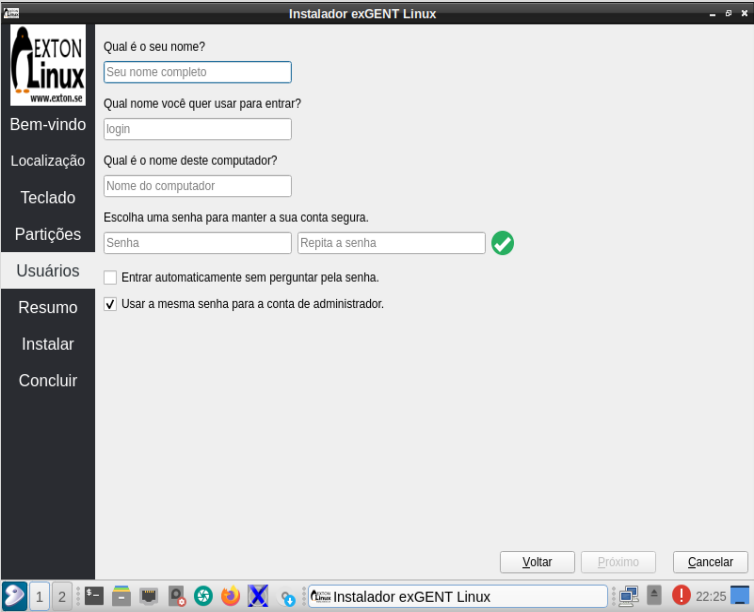 Instalador exGENT Linux
EXTON
Linux
www.exton.se
Bem-vindo
Localização
Teclado
Partições
Usuários
Resumo
Instalar
Concluir
Qual é o seu nome?
Seu nome completo
Qual nome você quer usar para entrar?
login
Qual é o nome deste computador?
Nome do computador
Escolha uma senha para manter a sua conta segura.
Senha Repita a senha
Entrar automaticamente sem perguntar pela senha.
Usar a mesma senha para a conta de administrador.
Voltar Próximo Cancelar
1 2 Instalador exGENT Linux 22:25